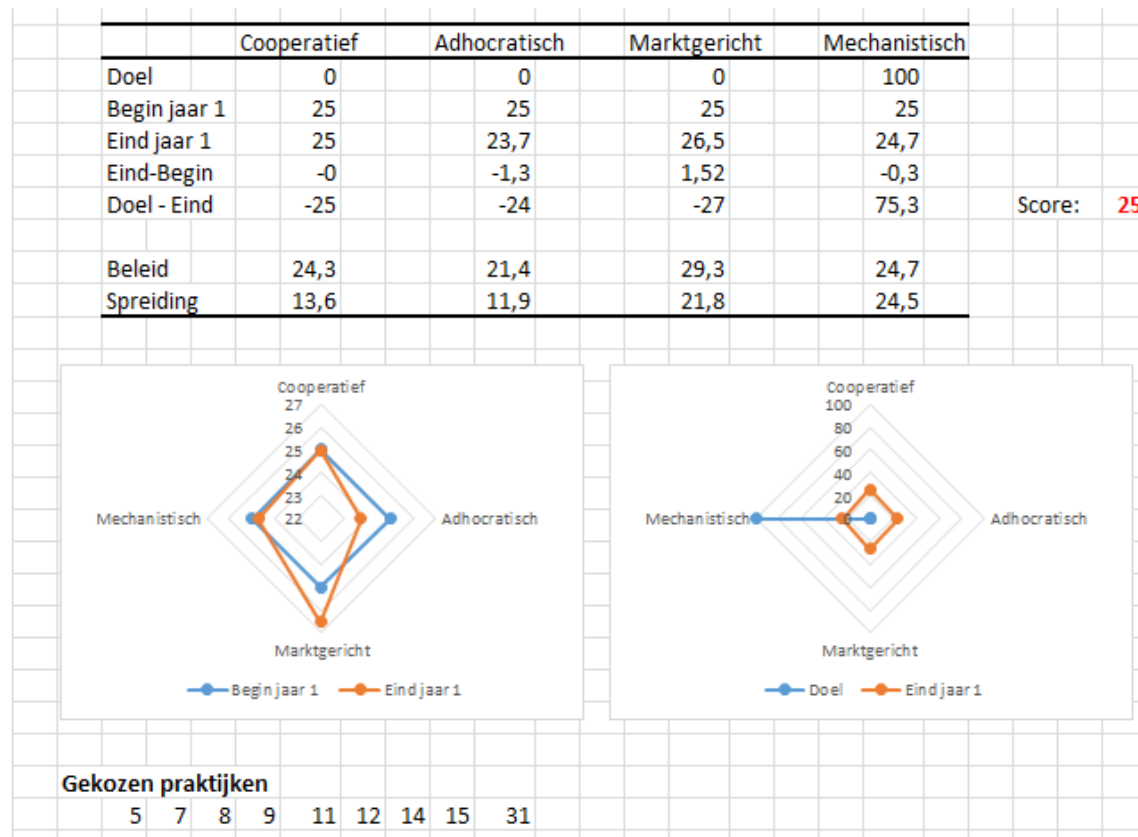 Cooperatief Adhocratisch Marktgericht Mechanistisch
Doel 0 0 0 100
Begin jaar 1 25 25 25 25
Eind jaar 1 25 23,7 26,5 24,7
Eind-Begin -0 -1,3 1,52 -0,3
Doel - Eind -25 -24 -27 75,3 Score: 25
Beleid 24,3 21,4 29,3 24,7
Spreiding 13,6 11,9 21,8 24,5
Cooperatief
27
26
25
24
23
22
Mechanistisch
Adhocratisch
Marktgericht
Begin jaar 1 Eind jaar 1
Cooperatief
100
80
60
40
20
0
Mechanistisch
Adhocratisch
Marktgericht
Doel Eind jaar 1
Gekozen praktijken
5 7 8 9 11 12 14 15 31